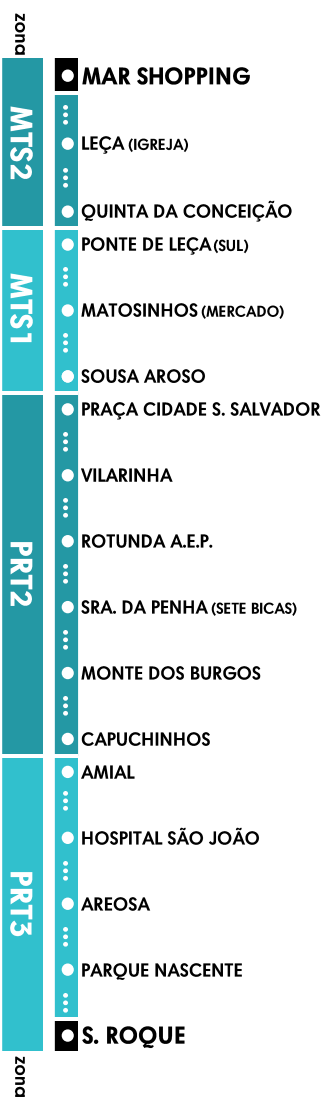 zona
MAR SHOPPING
MTS2
LEÇA (IGREJA)
QUINTA DA CONCEIÇÃO
PONTE DE LEÇA (SUL)
MTS1
MATOSINHOS (MERCADO)
SOUSA AROSO
PRAÇA CIDADE S. SALVADOR
VILARINHA
ROTUNDA A.E.P.
PRT2
SRA. DA PENHA (SETE BICAS)
MONTE DOS BURGOS
CAPUCHINHOS
AMIAL
HOSPITAL SÃO JOÃO
PRT3
AREOSA
PARQUE NASCENTE
S. ROQUE
zona